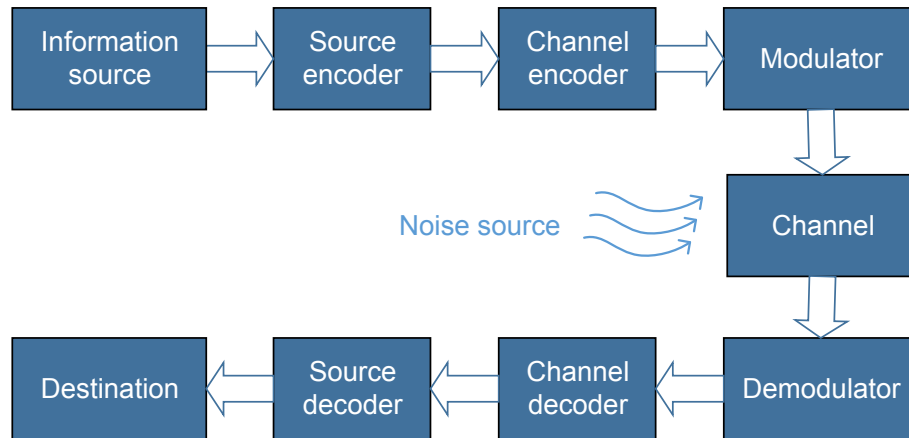 Information
source
Source
encoder
Channel
encoder
Modulator
Noise source
Channel
Destination
Source
decoder
Channel
decoder
Demodulator